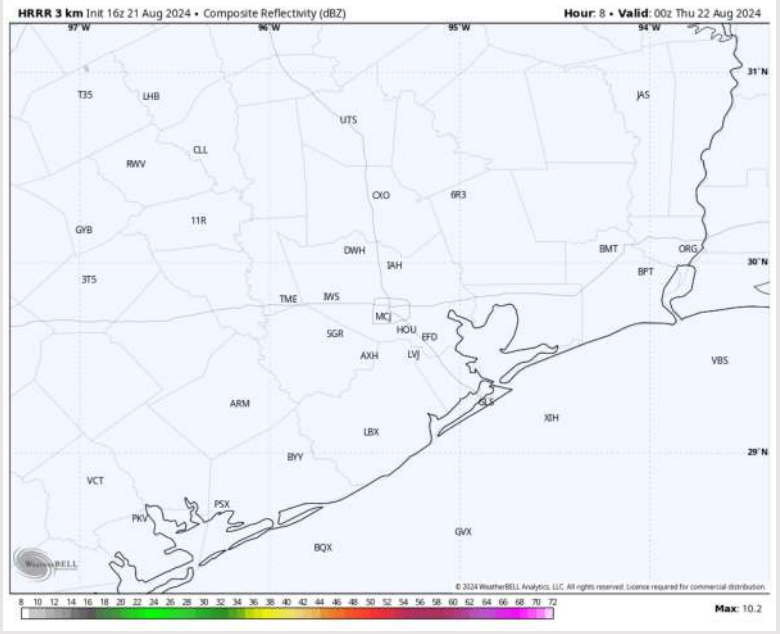 HRRR 3 km Init 16z 21 Aug 2024 • Composite Reflectivity (dBZ) Hour: 8 • Valid: 00z Thu 22 Aug 2024
97°W 96°W 95°W 94°W
31°N
T35 LHB JAS
UTS
CLL
RWV
CXO 6R3
11R
GYB
DWH BMT ORG
IAH 30°N
BPT
3T5
TME IWS
MCJ
HOU
SGR EFD
AXH LVJ
VBS
ARM GLS
XIH
LBX
29°N
BYY
VCT
PSX
PKV
GVX
BQX
WEATHERBELL
© 2024 WeatherBELL Analytics, LLC. All rights reserved. License required for commercial distribution.
8 10 12 14 16 18 20 22 24 26 28 30 32 34 36 38 40 42 44 46 48 50 52 54 56 58 60 62 64 66 68 70 72 Max: 10.2